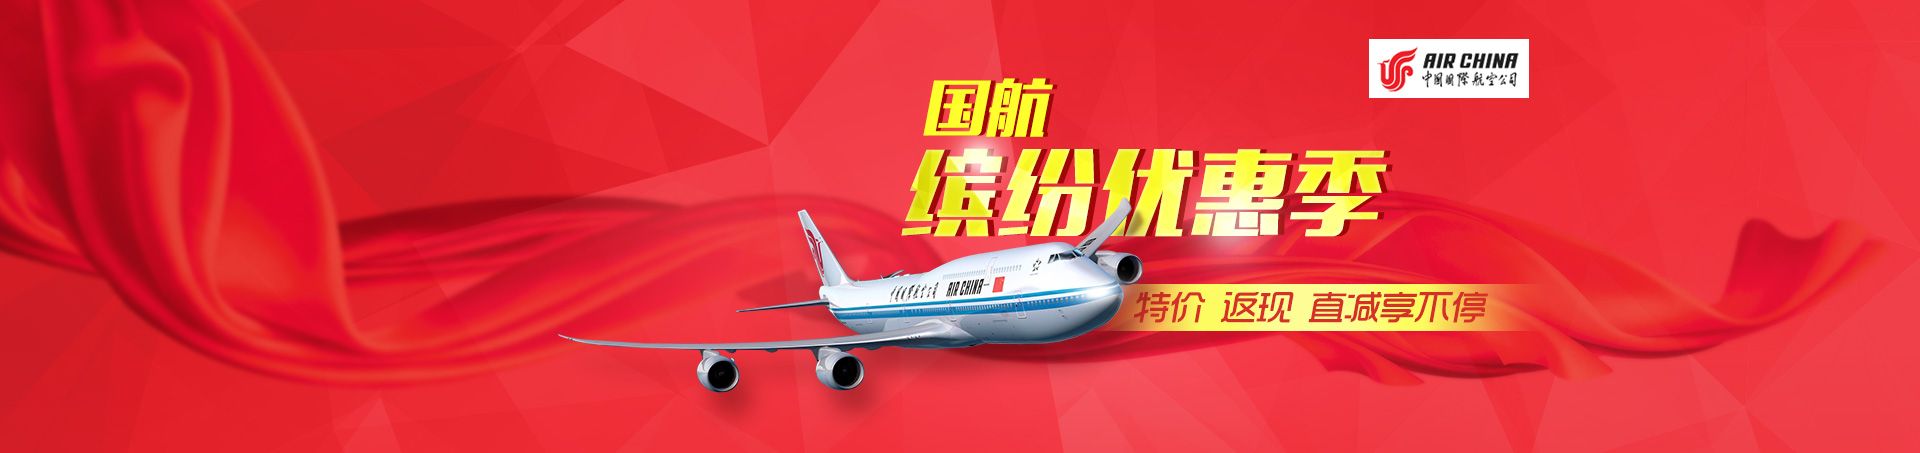 AIR CHINA
中国国际航空公司
国航
缤纷优惠季
中国国际航空公司 AIR CHINA
特价 返现 直减享不停